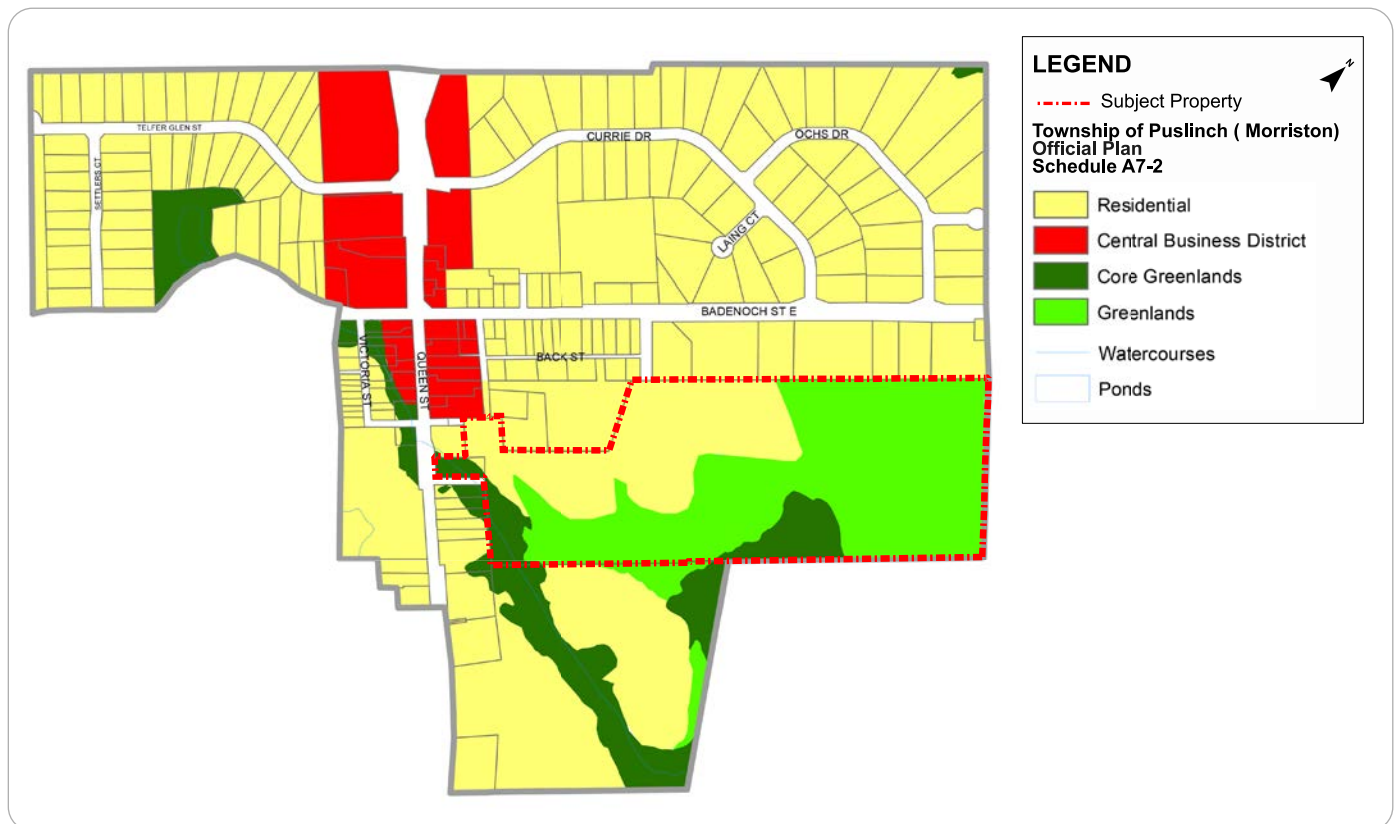 LEGEND
N
Subject Property
Township of Puslinch ( Morriston)
Official Plan
Schedule A7-2
Residential
Central Business District
Core Greenlands
Greenlands
Watercourses
Ponds
TELFER GLEN ST
SETTLERS CT
CURRIE DR
OCHS DR
LAING CT
BADENOCH ST E
VICTORIA ST
QUEEN ST
BACK ST